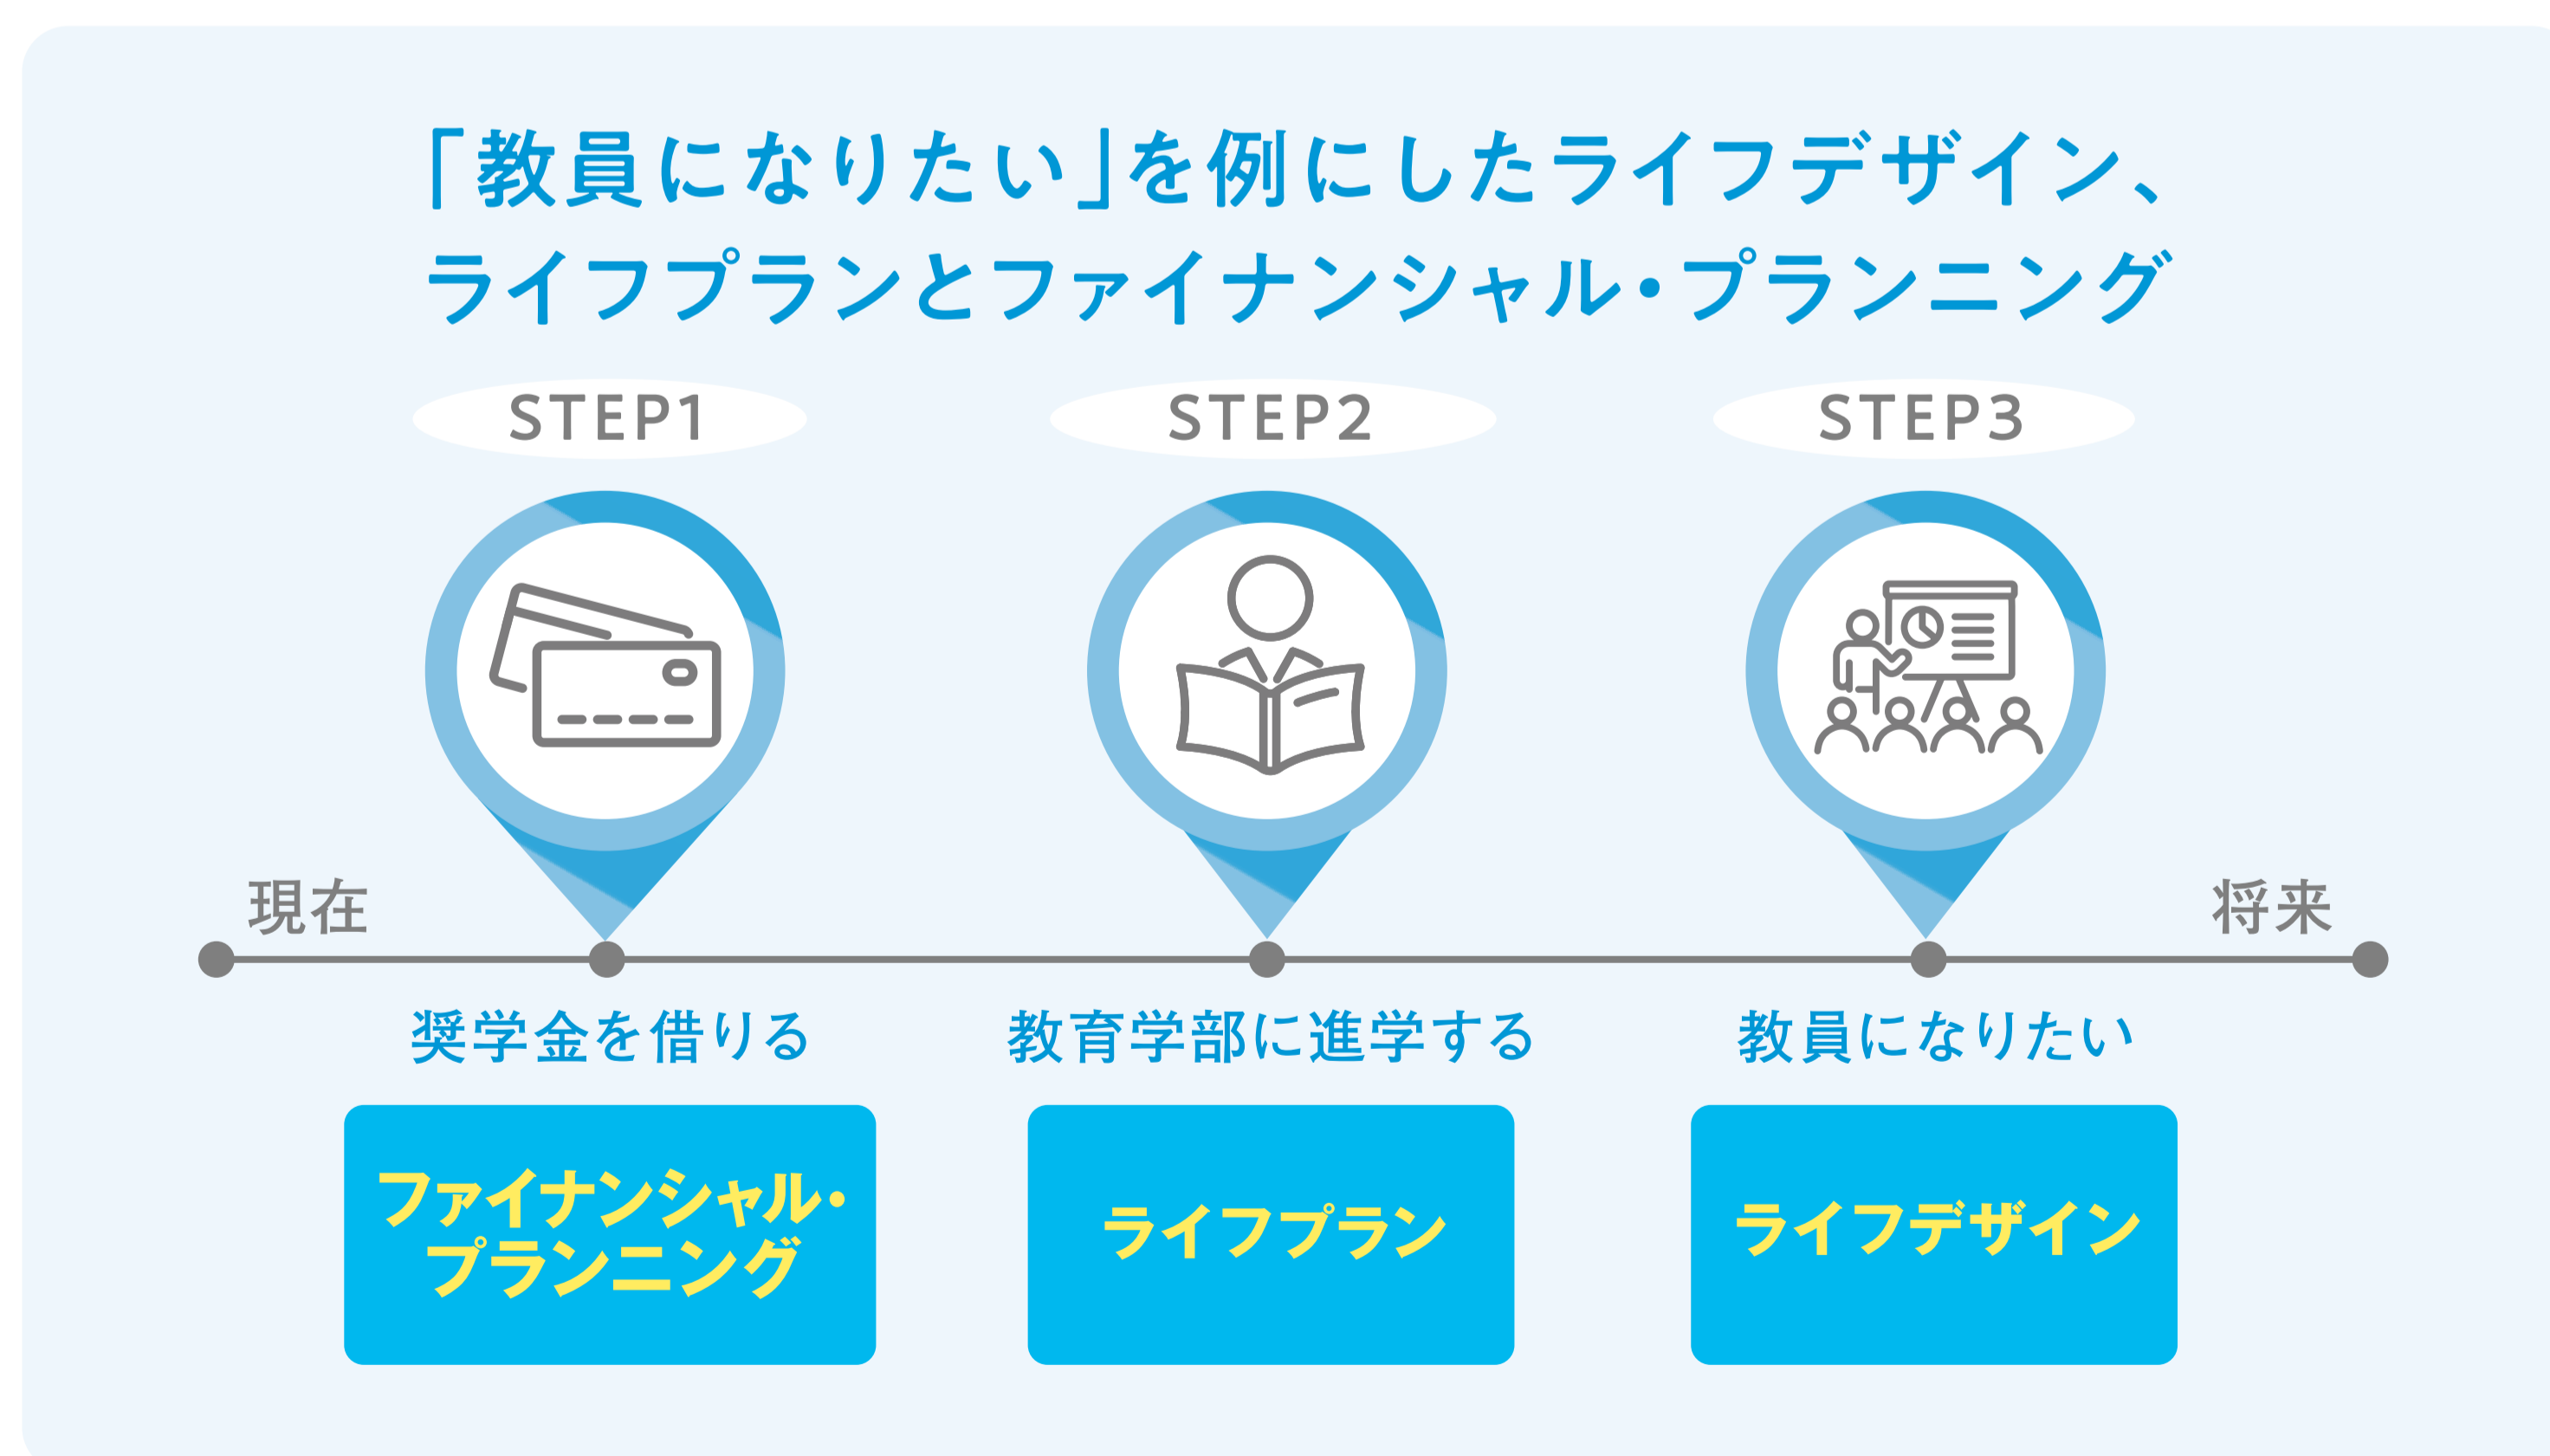 「教員になりたい」を例にしたライフデザイン、
ライフプランとファイナンシャル・プランニング
STEP1
STEP2
STEP3
現在
将来
奨学金を借りる
教育学部に進学する
教員になりたい
ファイナンシャル・
プランニング
ライフプラン
ライフデザイン